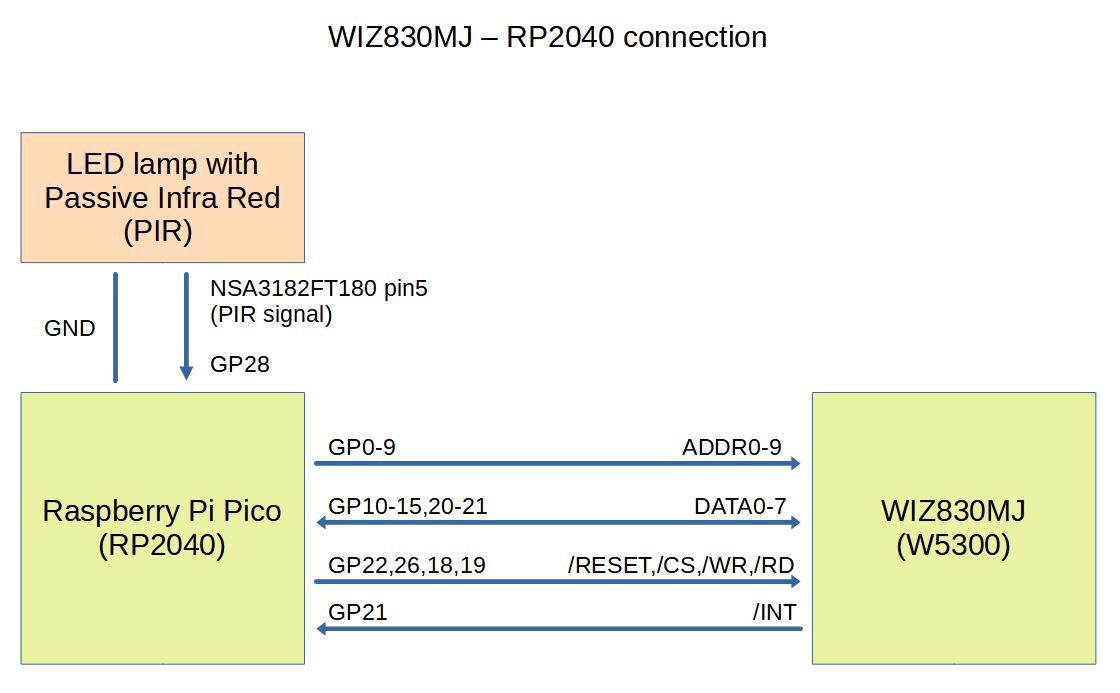 WIZ830MJ – RP2040 connection
LED lamp with
Passive Infra Red
(PIR)
GND
NSA3182FT180 pin5
(PIR signal)
GP28
Raspberry Pi Pico
(RP2040)
GP0-9
ADDR0-9
GP10-15,20-21
DATA0-7
GP22,26,18,19
/RESET,/CS,/WR,/RD
GP21
/INT
WIZ830MJ
(W5300)